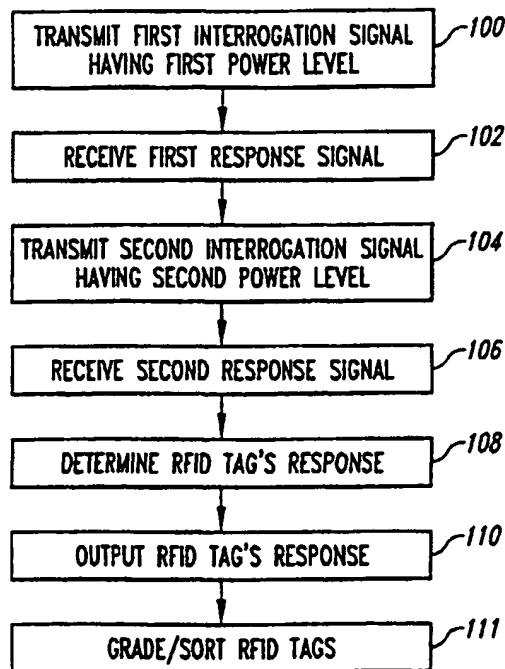 TRANSMIT FIRST INTERROGATION SIGNAL
HAVING FIRST POWER LEVEL
100
RECEIVE FIRST RESPONSE SIGNAL
102
TRANSMIT SECOND INTERROGATION SIGNAL
HAVING SECOND POWER LEVEL
104
RECEIVE SECOND RESPONSE SIGNAL
106
DETERMINE RFID TAG'S RESPONSE
108
OUTPUT RFID TAG'S RESPONSE
110
GRADE/SORT RFID TAGS
111